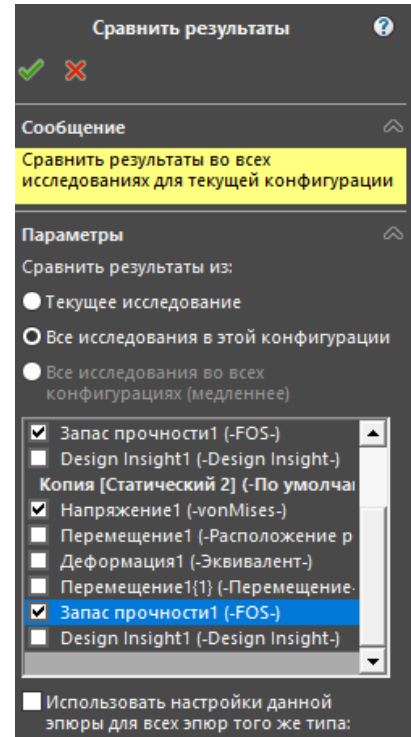 Сравнить результаты
Сообщение
Сравнить результаты во всех
исследованиях для текущей конфигурации
Параметры
Сравнить результаты из:
Текущее исследование
Все исследования в этой конфигурации
Все исследования во всех
конфигурациях (медленнее)
Запас прочности1 (-FOS-)
Design Insight1 (-Design Insight-)
Копия [Статический 2] (-По умолчан
Напряжение1 (-vonMises-)
Перемещение1 (-Расположение р
Деформация1 (-Эквивалент-)
Перемещение1{1} (-Перемещение-
Запас прочности1 (-FOS-)
Design Insight1 (-Design Insight-)
Использовать настройки данной
эпюры для всех эпюр того же типа: